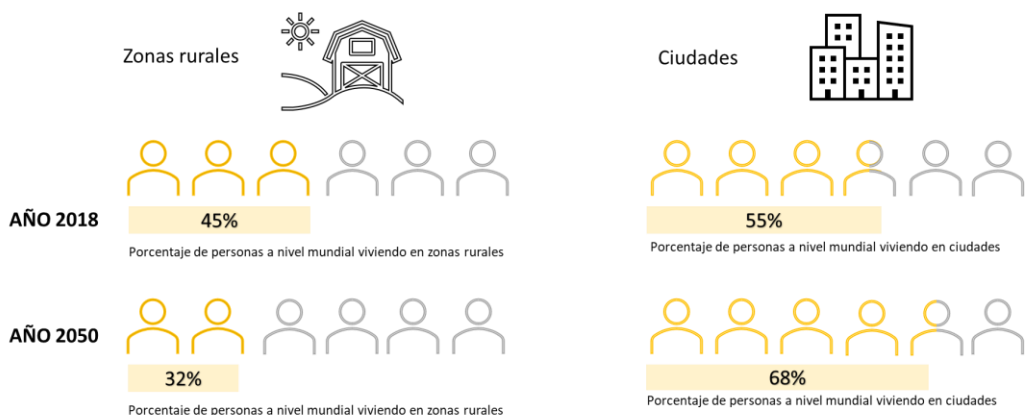 Zonas rurales
Ciudades
AÑO 2018
45%
Porcentaje de personas a nivel mundial viviendo en zonas rurales
55%
Porcentaje de personas a nivel mundial viviendo en ciudades
AÑO 2050
32%
Porcentaje de personas a nivel mundial viviendo en zonas rurales
68%
Porcentaje de personas a nivel mundial viviendo en ciudades